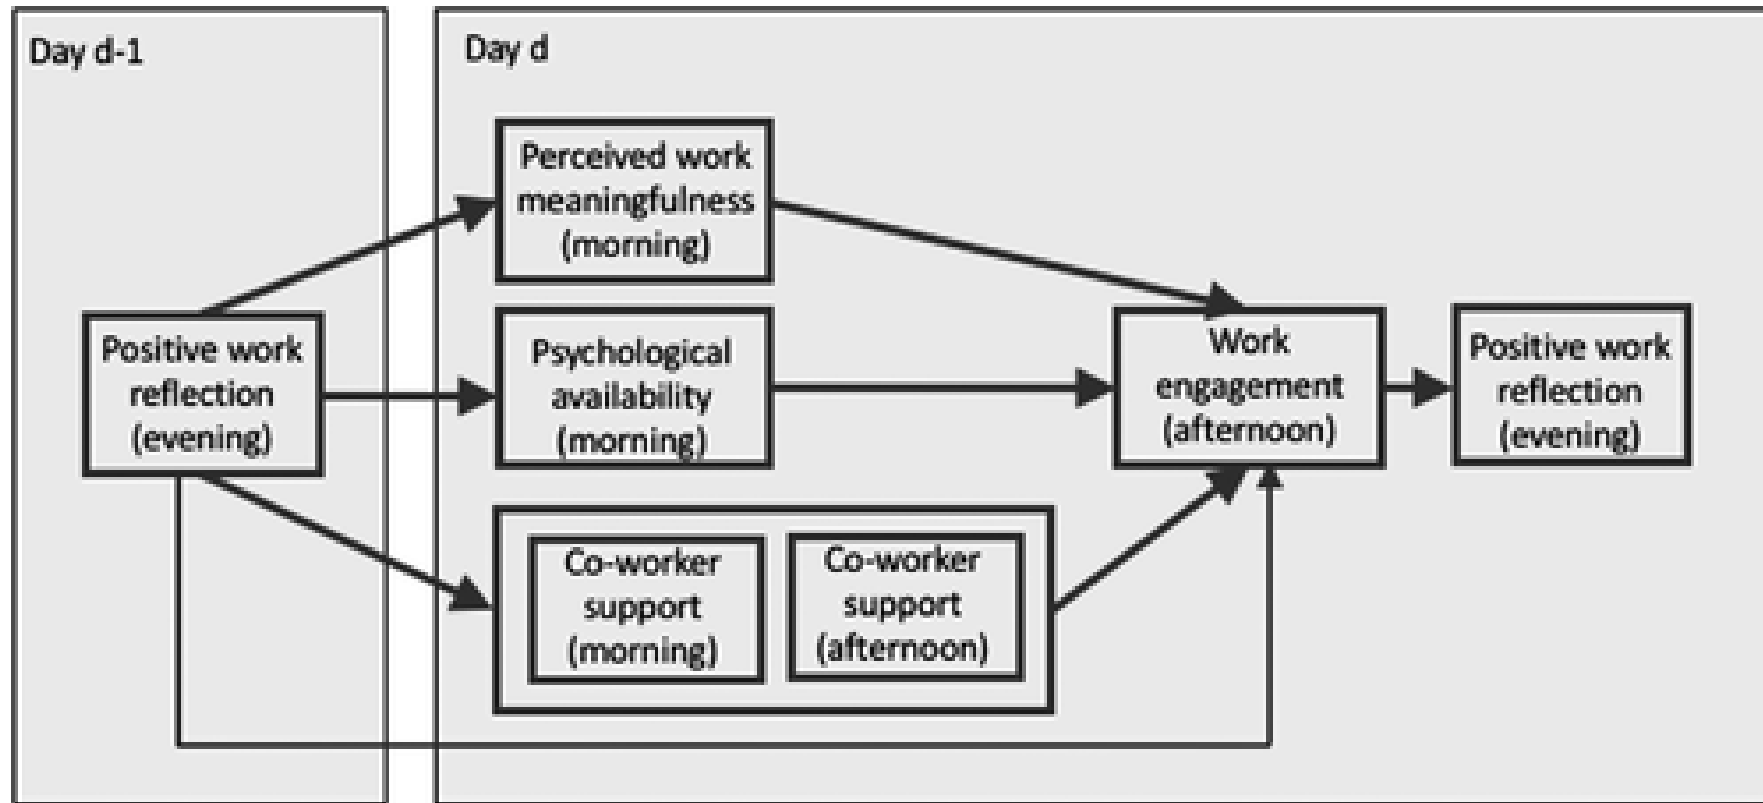 Day d-1
Day d
Perceived work
meaningfulness
(morning)
Positive work
reflection
(evening)
Psychological
availability
(morning)
Work
engagement
(afternoon)
Positive work
reflection
(evening)
Co-worker
support
(morning)
Co-worker
support
(afternoon)